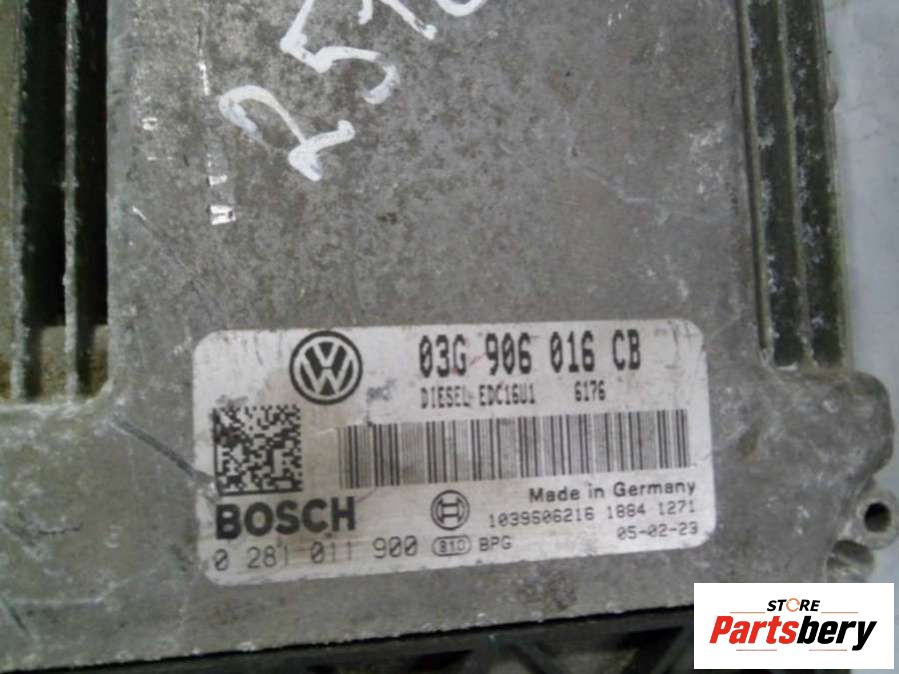 03G 906 016 CB
DIESEL EDC16U1 6176
Made in Germany
BOSCH
1039S06216 1884 1271
0 281 011 900 810 BPG
05-02-23
STORE
Partsbery